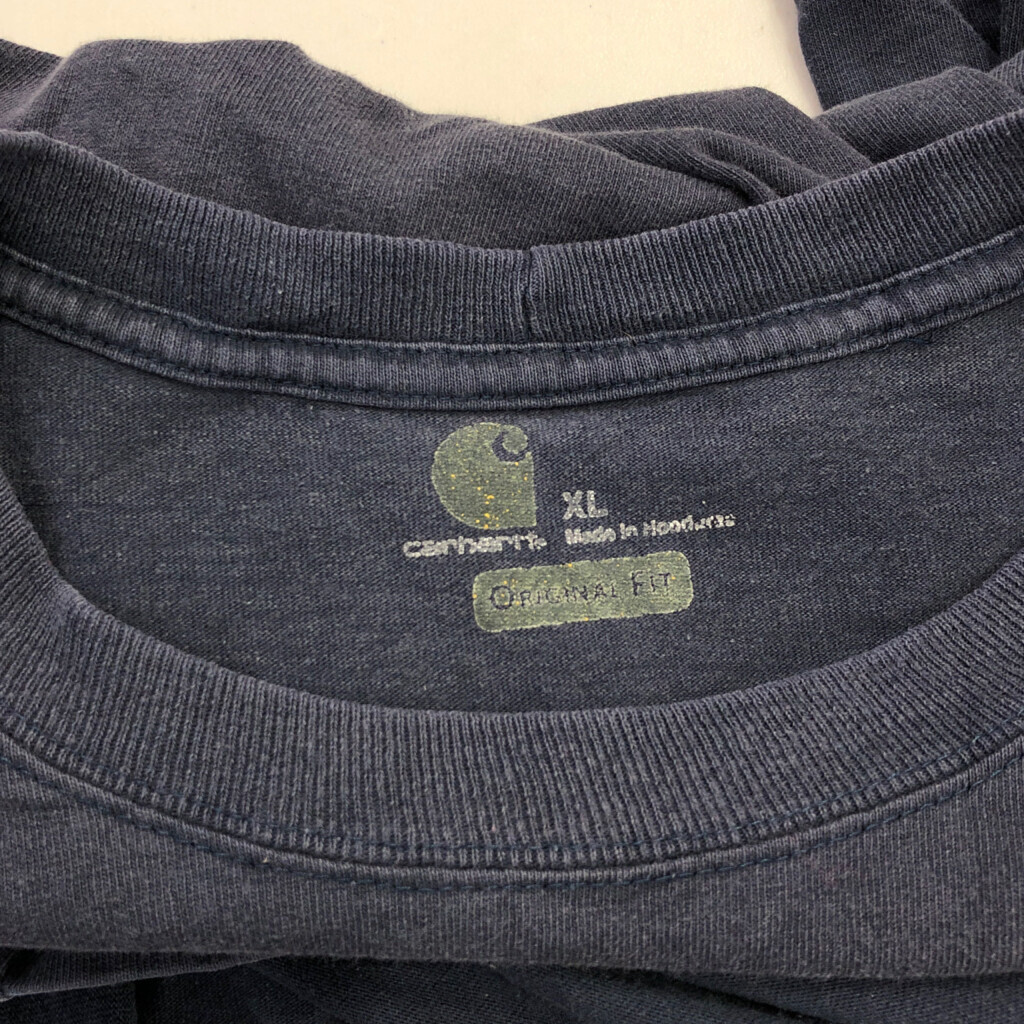 XL
carhartt
Made in Honduras
ORIGINAL FIT